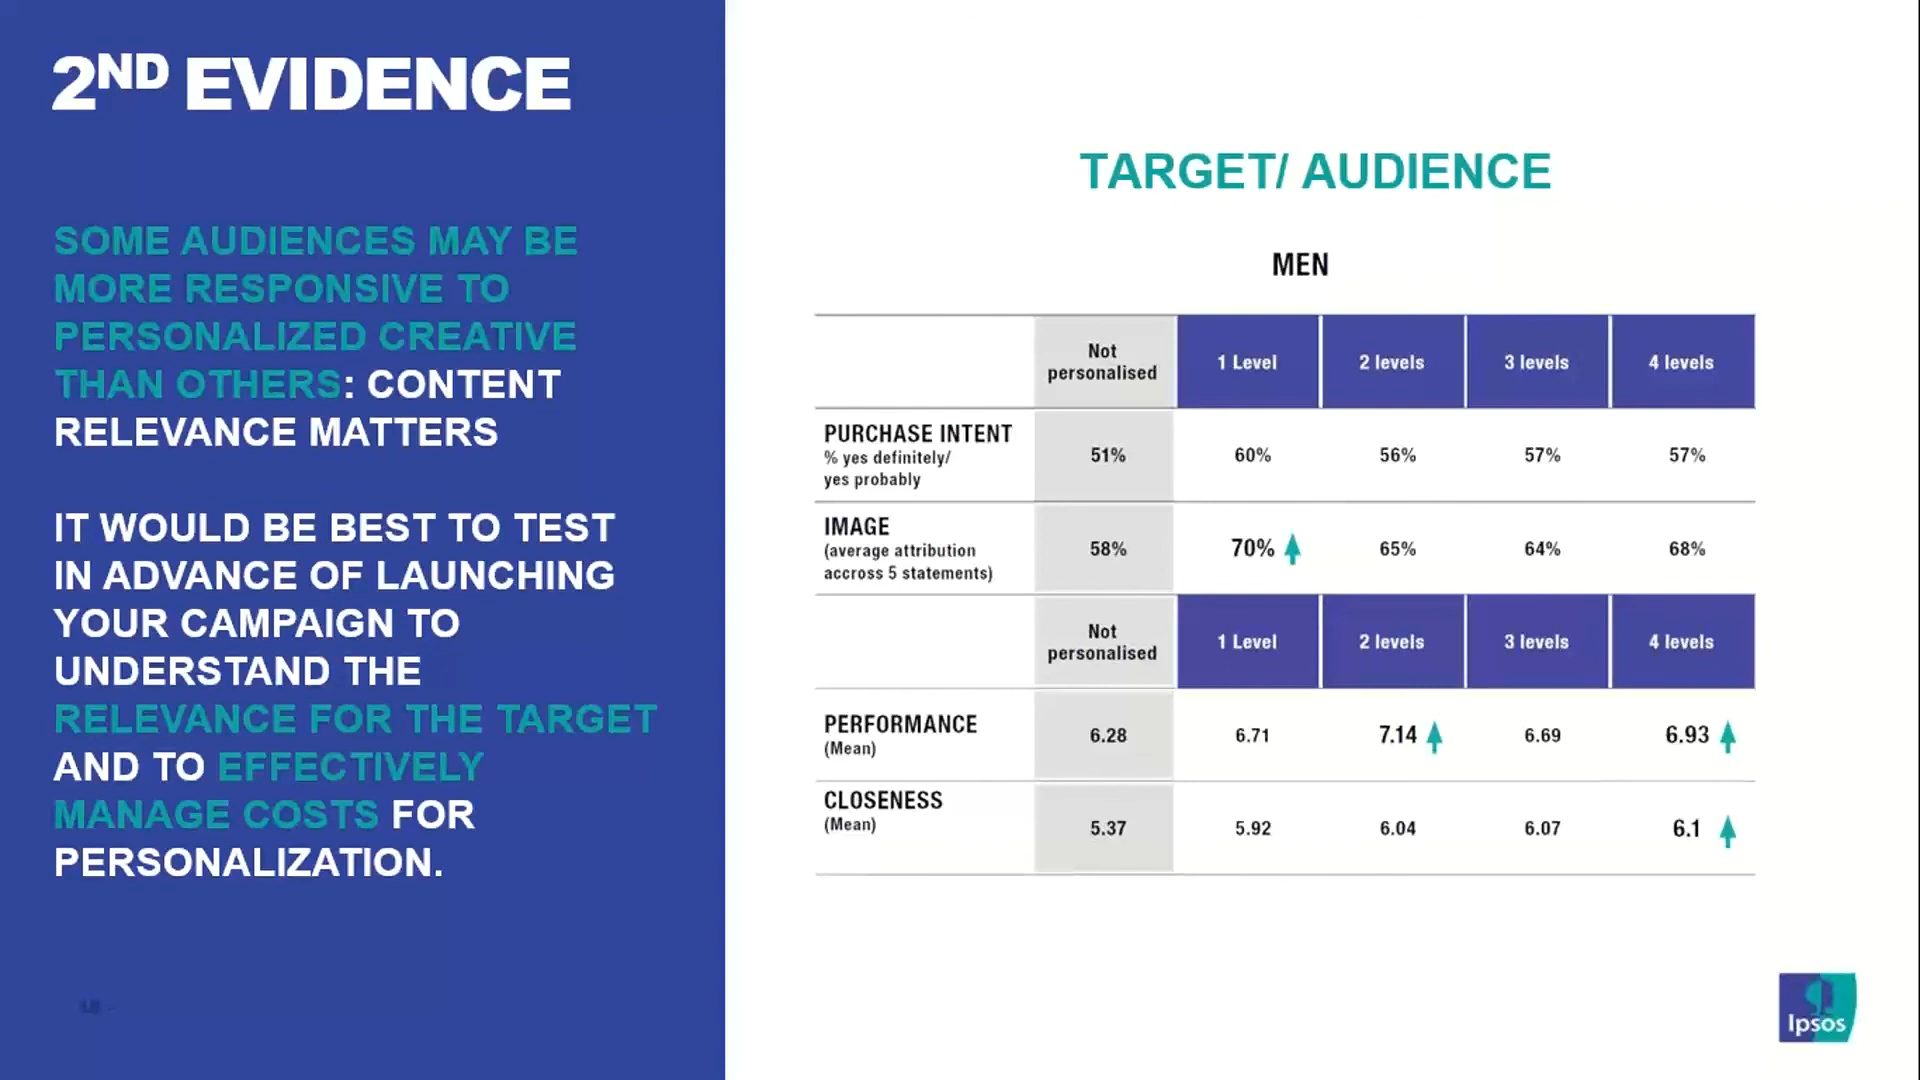 2ND EVIDENCE
SOME AUDIENCES MAY BE
MORE RESPONSIVE TO
PERSONALIZED CREATIVE
THAN OTHERS: CONTENT
RELEVANCE MATTERS
IT WOULD BE BEST TO TEST
IN ADVANCE OF LAUNCHING
YOUR CAMPAIGN TO
UNDERSTAND THE
RELEVANCE FOR THE TARGET
AND TO EFFECTIVELY
MANAGE COSTS FOR
PERSONALIZATION.
TARGET/ AUDIENCE
MEN
Not
personalised
1 Level
2 levels
3 levels
4 levels
PURCHASE INTENT
% yes definitely/
yes probably
51%
60%
56%
57%
57%
IMAGE
(average attribution
accross 5 statements)
58%
70%
65%
64%
68%
Not
personalised
1 Level
2 levels
3 levels
4 levels
PERFORMANCE
(Mean)
6.28
6.71
7.14
6.69
6.93
CLOSENESS
(Mean)
5.37
5.92
6.04
6.07
6.1
Ipsos